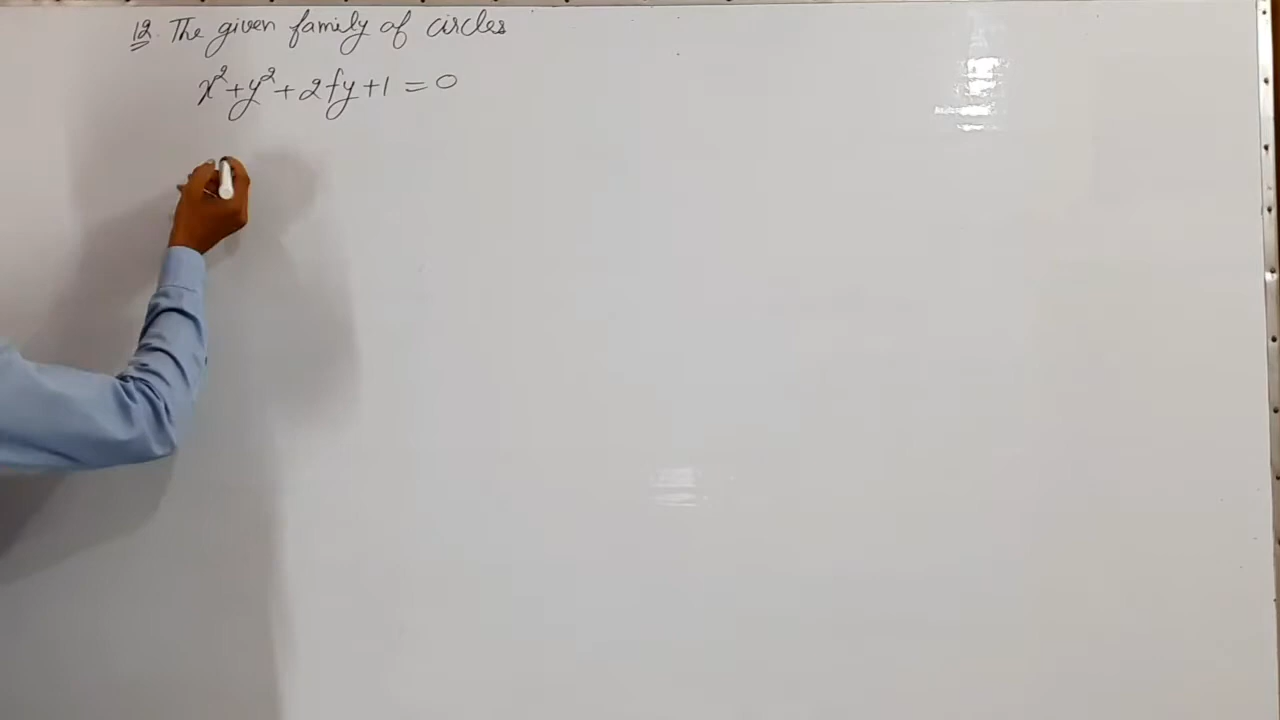 12. The given family of circles
x²+y²+2fy+1=0